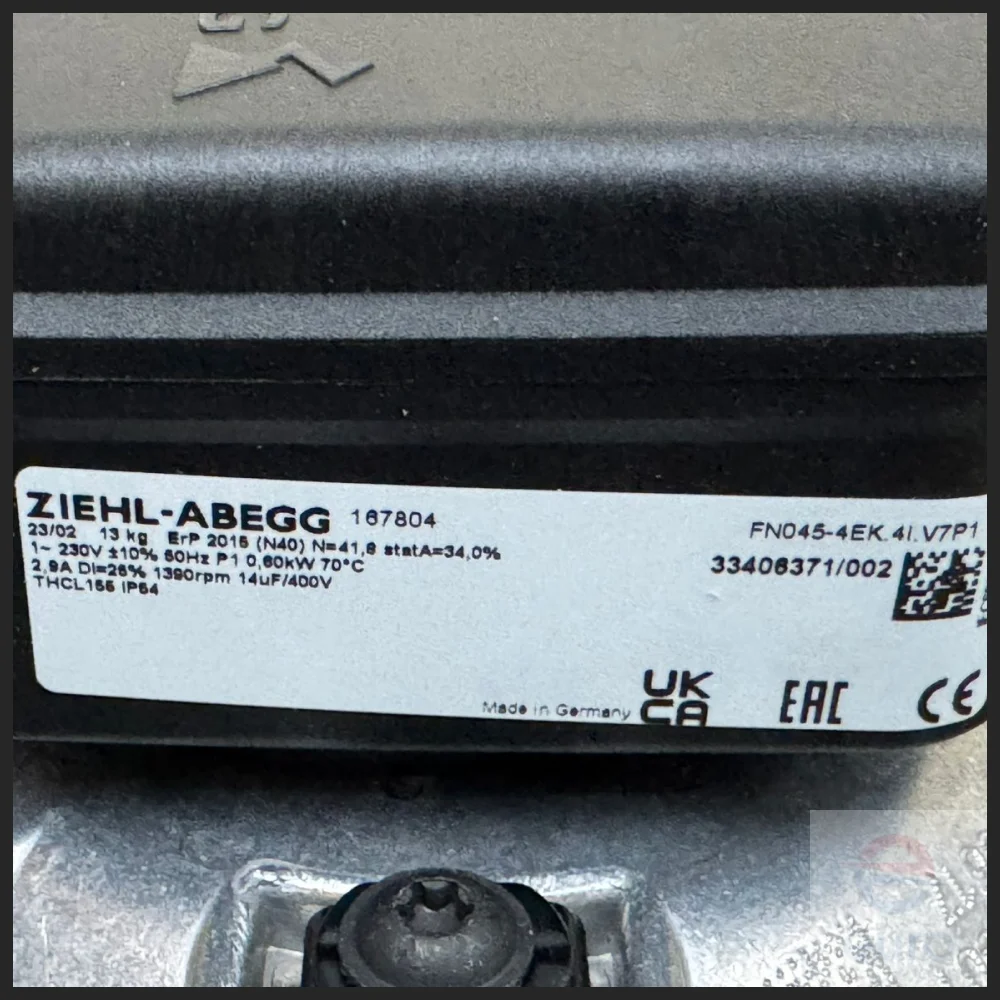 ZIEHL-ABEGG 167804
23/02 13 kg ErP 2015 (N40) N=41,6 statA=34,0%
1~ 230V ±10% 50Hz P1 0,60kW 70°C
2,9A DI=25% 1390rpm 14uF/400V
THCL155 IP54
FN045-4EK.4I.V7P1
33406371/002
Made in Germany
UK
CA
EAC
CE